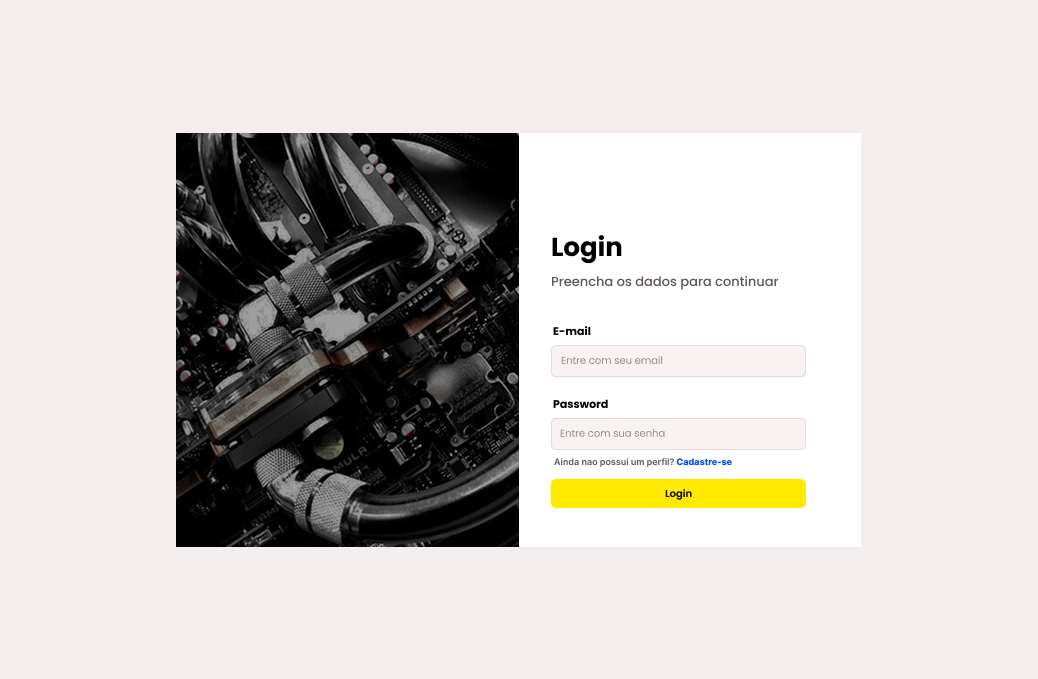 Login
Preencha os dados para continuar
E-mail
Entre com seu email
Password
Entre com sua senha
Ainda nao possui um perfil? Cadastre-se
Login